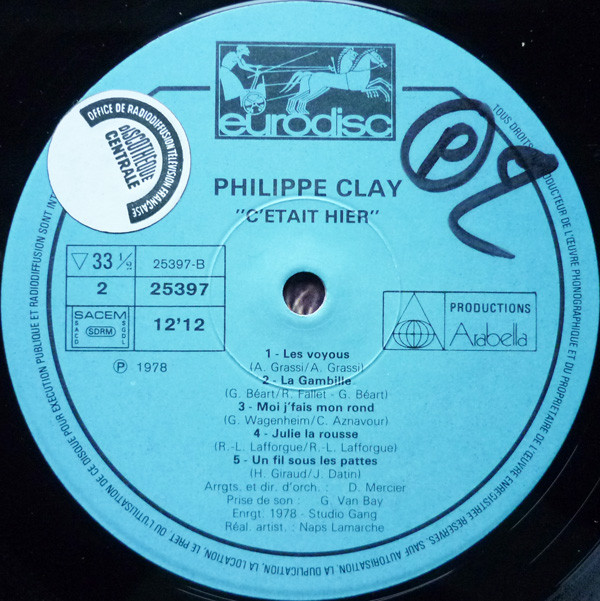 eurodisc
OFFICE DE RADIODIFFUSION TÉLÉVISION FRANÇAISE
DISCOTHEQUE
CENTRALE
PHILIPPE CLAY
"C'ETAIT HIER"
▽ 33 1/2 25397-B
2 25397
SACEM
SACD SDRM SGDL
12'12
Ⓟ 1978
PRODUCTIONS
Arabella
1 - Les voyous
(A. Grassi/A. Grassi)
2 - La Gambille
(G. Béart/R. Fallet - G. Béart)
3 - Moi j'fais mon rond
(G. Wagenheim/C. Aznavour)
4 - Julie la rousse
(R.-L. Lafforgue/R.-L. Lafforgue)
5 - Un fil sous les pattes
(H. Giraud/J. Datin)
Arrgts. et dir. d'orch. : D. Mercier
Prise de son : G. Van Bay
Enrgt. 1978 - Studio Gang
Réal. artist. : Naps Lamarche
TOUS DROITS PRODUCTEUR DE L'ŒUVRE PHONOGRAPHIQUE ET DU PROPRIETAIRE DE L'ŒUVRE ENREGISTREE RESERVES. SAUF AUTORISATION, LA DUPLICATION, LA LOCATION, LE PRET, OU L'UTILISATION DE CE DISQUE POUR EXECUTION PUBLIQUE ET RADIODIFFUSION SONT INT